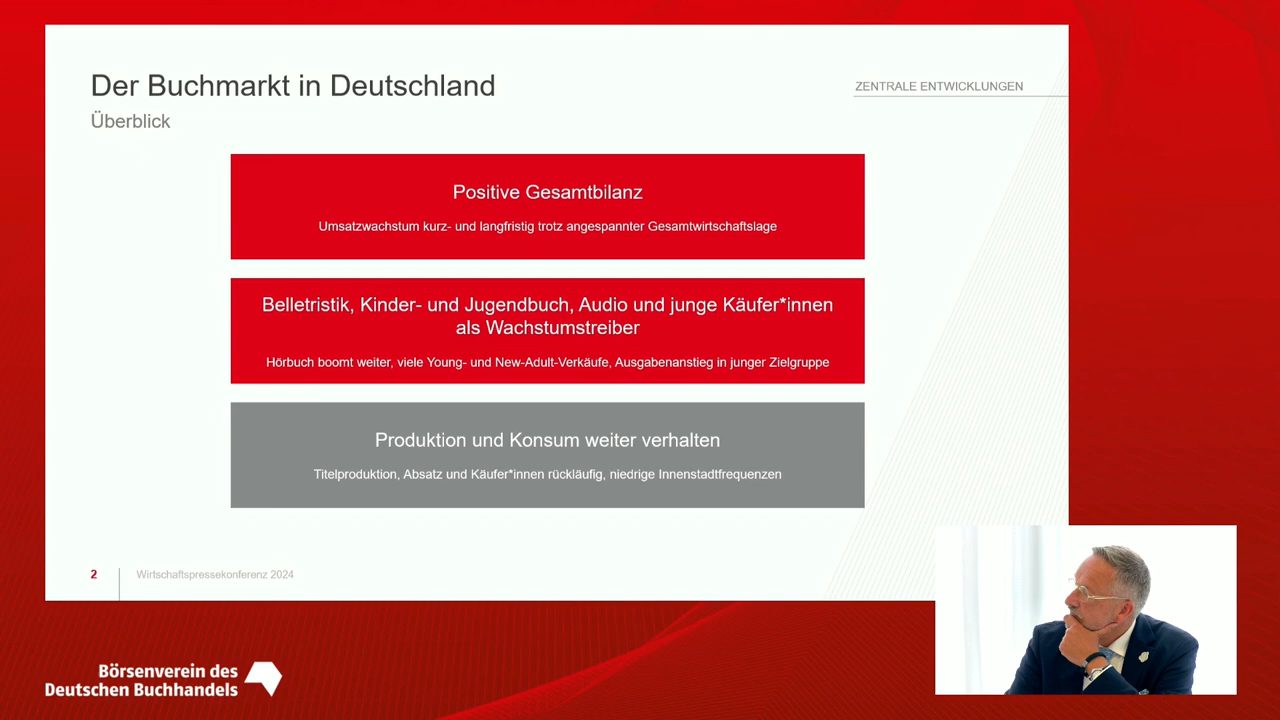 Der Buchmarkt in Deutschland
Überblick
ZENTRALE ENTWICKLUNGEN
Positive Gesamtbilanz
Umsatzwachstum kurz- und langfristig trotz angespannter Gesamtwirtschaftslage
Belletristik, Kinder- und Jugendbuch, Audio und junge Käufer*innen
als Wachstumstreiber
Hörbuch boomt weiter, viele Young- und New-Adult-Verkäufe, Ausgabenanstieg in junger Zielgruppe
Produktion und Konsum weiter verhalten
Titelproduktion, Absatz und Käufer*innen rückläufig, niedrige Innenstadtfrequenzen
2
Wirtschaftspressekonferenz 2024
Börsenverein des
Deutschen Buchhandels